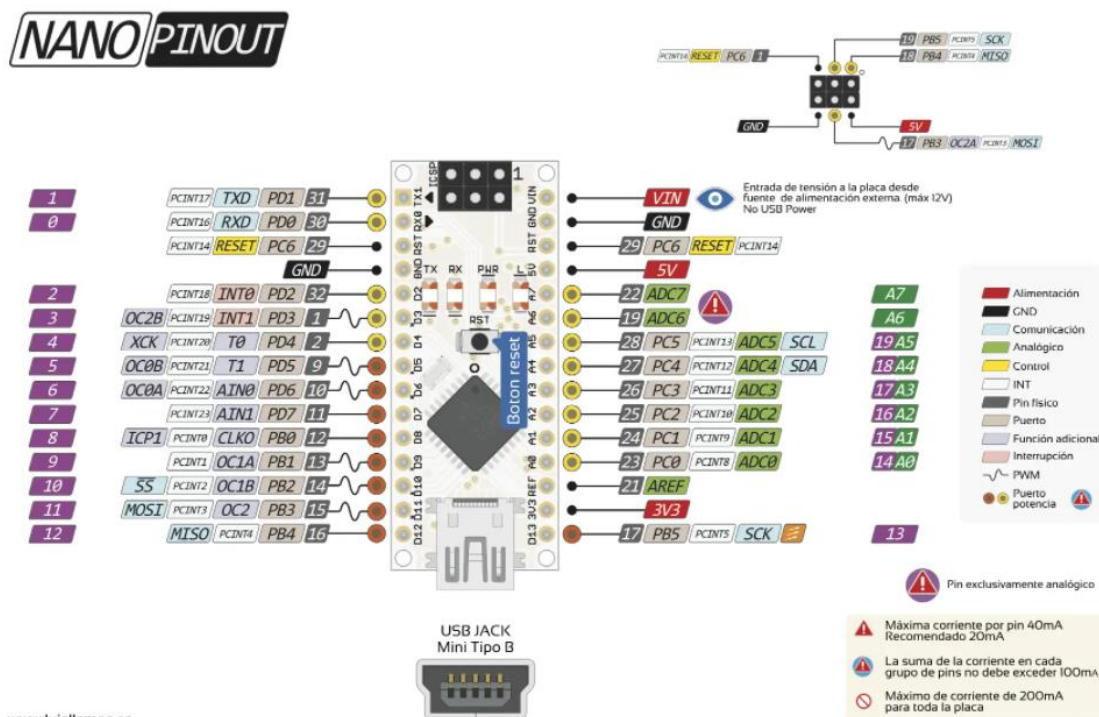 NANO PINOUT
PCINT14 RESET PC6 1
19 PB5 PCINT5 SCK
18 PB4 PCINT4 MISO
GND
5V
17 PB3 OC2A PCINT3 MOSI
1 PCINT17 TXD PD1 31
0 PCINT16 RXD PD0 30
PCINT14 RESET PC6 29
GND
2 PCINT18 INT0 PD2 32
3 OC2B PCINT19 INT1 PD3 1
4 XCK PCINT20 T0 PD4 2
5 OC0B PCINT21 T1 PD5 9
6 OC0A PCINT22 AIN0 PD6 10
7 PCINT23 AIN1 PD7 11
8 ICP1 PCINT0 CLKO PB0 12
9 PCINT1 OC1A PB1 13
10 SS PCINT2 OC1B PB2 14
11 MOSI PCINT3 OC2 PB3 15
12 MISO PCINT4 PB4 16
ICSP 1
TX1
RX0
RST
GND
D2
D3
D4
D5
D6
D7
D8
D9
D10
D11
D12
TX RX PWR L
RST
Boton reset
VIN
GND
RST
5V
A7
A6
A5
A4
A3
A2
A1
A0
REF
3V3
D13
VIN
Entrada de tensión a la placa desde
fuente de alimentación externa (máx 12V)
No USB Power
GND
29 PC6 RESET PCINT14
5V
22 ADC7 A7
19 ADC6 A6
28 PC5 PCINT13 ADC5 SCL 19 A5
27 PC4 PCINT12 ADC4 SDA 18 A4
26 PC3 PCINT11 ADC3 17 A3
25 PC2 PCINT10 ADC2 16 A2
24 PC1 PCINT9 ADC1 15 A1
23 PC0 PCINT8 ADC0 14 A0
21 AREF
3V3
17 PB5 PCINT5 SCK 13
Alimentación
GND
Comunicación
Analógico
Control
INT
Pin físico
Puerto
Función adicional
Interrupción
PWM
Puerto
potencia
Pin exclusivamente analógico
Máxima corriente por pin 40mA
Recomendado 20mA
La suma de la corriente en cada
grupo de pins no debe exceder 100mA
Máximo de corriente de 200mA
para toda la placa
USB JACK
Mini Tipo B